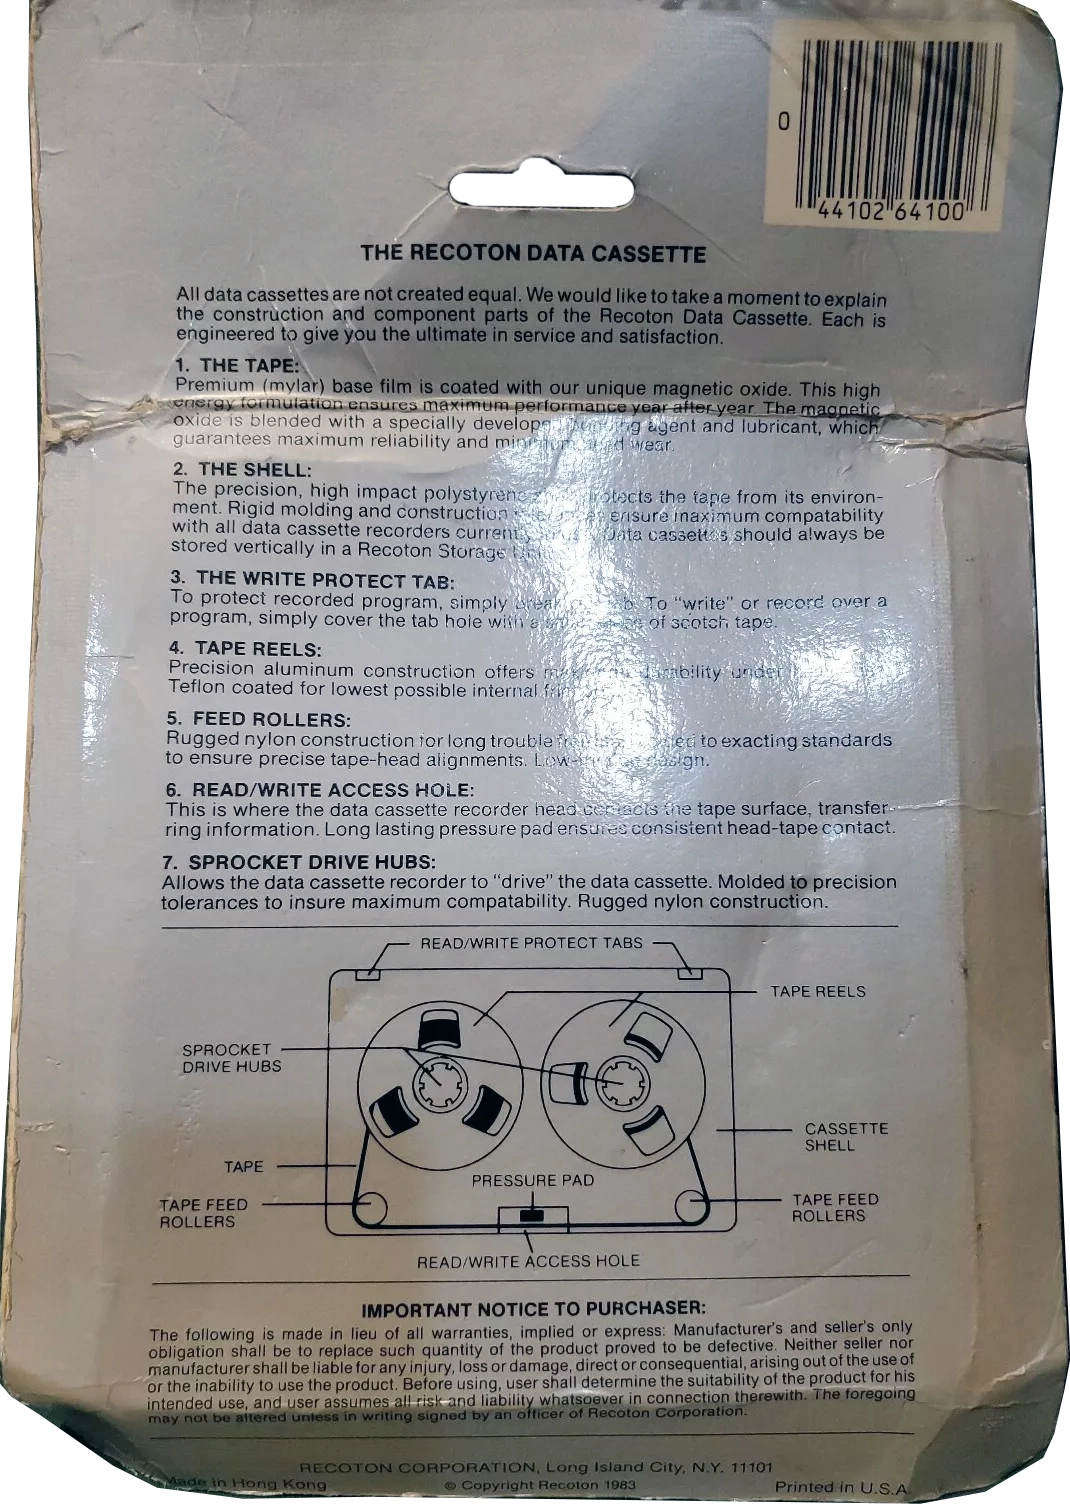 0 44102 64100
THE RECOTON DATA CASSETTE
All data cassettes are not created equal. We would like to take a moment to explain
the construction and component parts of the Recoton Data Cassette. Each is
engineered to give you the ultimate in service and satisfaction.
1. THE TAPE:
Premium (mylar) base film is coated with our unique magnetic oxide. This high
energy formulation ensures maximum performance year after year. The magnetic
oxide is blended with a specially agent and lubricant, which
guarantees maximum reliability and wear.
2. THE SHELL:
The precision, high impact polystyrene protects the tape from its environ-
ment. Rigid molding and construction ensure maximum compatability
with all data cassette recorders Data cassettes should always be
stored vertically in a Recoton Storage
3. THE WRITE PROTECT TAB:
To protect recorded program, simply To "write" or record over a
program, simply cover the tab hole with a of scotch tape.
4. TAPE REELS:
Precision aluminum construction offers durability under
Teflon coated for lowest possible internal
5. FEED ROLLERS:
Rugged nylon construction for long trouble to exacting standards
to ensure precise tape-head alignments. design.
6. READ/WRITE ACCESS HOLE:
This is where the data cassette recorder head contacts the tape surface, transfer-
ring information. Long lasting pressure pad ensures consistent head-tape contact.
7. SPROCKET DRIVE HUBS:
Allows the data cassette recorder to "drive" the data cassette. Molded to precision
tolerances to insure maximum compatability. Rugged nylon construction.
READ/WRITE PROTECT TABS
TAPE REELS
SPROCKET
DRIVE HUBS
CASSETTE
SHELL
TAPE
PRESSURE PAD
TAPE FEED
ROLLERS
TAPE FEED
ROLLERS
READ/WRITE ACCESS HOLE
IMPORTANT NOTICE TO PURCHASER:
The following is made in lieu of all warranties, implied or express: Manufacturer's and seller's only
obligation shall be to replace such quantity of the product proved to be defective. Neither seller nor
manufacturer shall be liable for any injury, loss or damage, direct or consequential, arising out of the use of
or the inability to use the product. Before using, user shall determine the suitability of the product for his
intended use, and user assumes all risk and liability whatsoever in connection therewith. The foregoing
may not be altered unless in writing signed by an officer of Recoton Corporation.
RECOTON CORPORATION, Long Island City, N.Y. 11101
Made in Hong Kong © Copyright Recoton 1983 Printed in U.S.A.